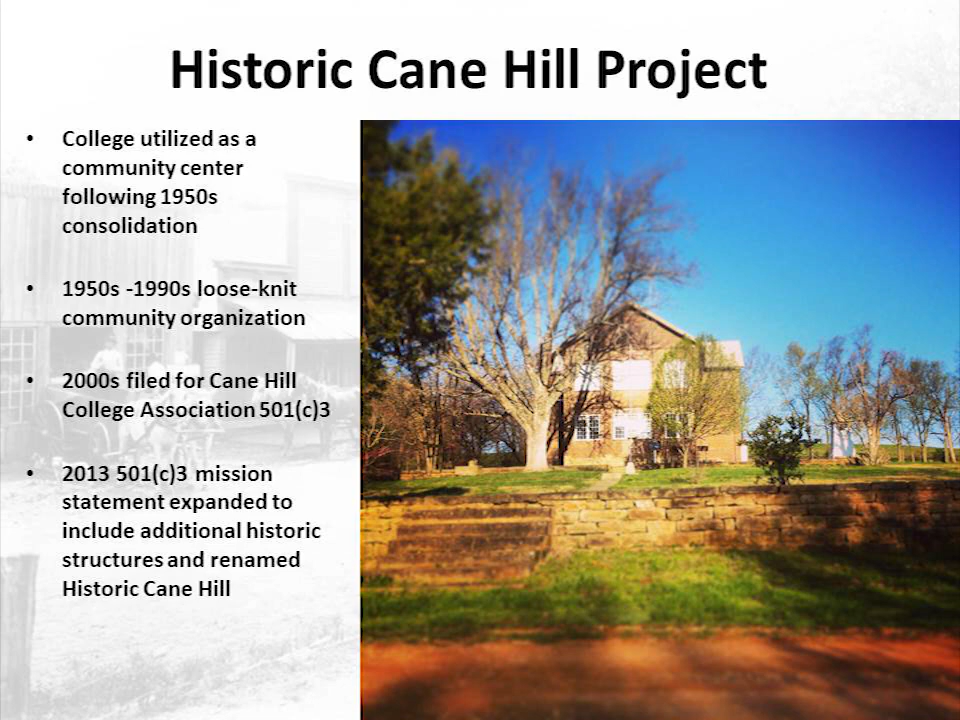 Historic Cane Hill Project
• College utilized as a
community center
following 1950s
consolidation
• 1950s -1990s loose-knit
community organization
• 2000s filed for Cane Hill
College Association 501(c)3
• 2013 501(c)3 mission
statement expanded to
include additional historic
structures and renamed
Historic Cane Hill